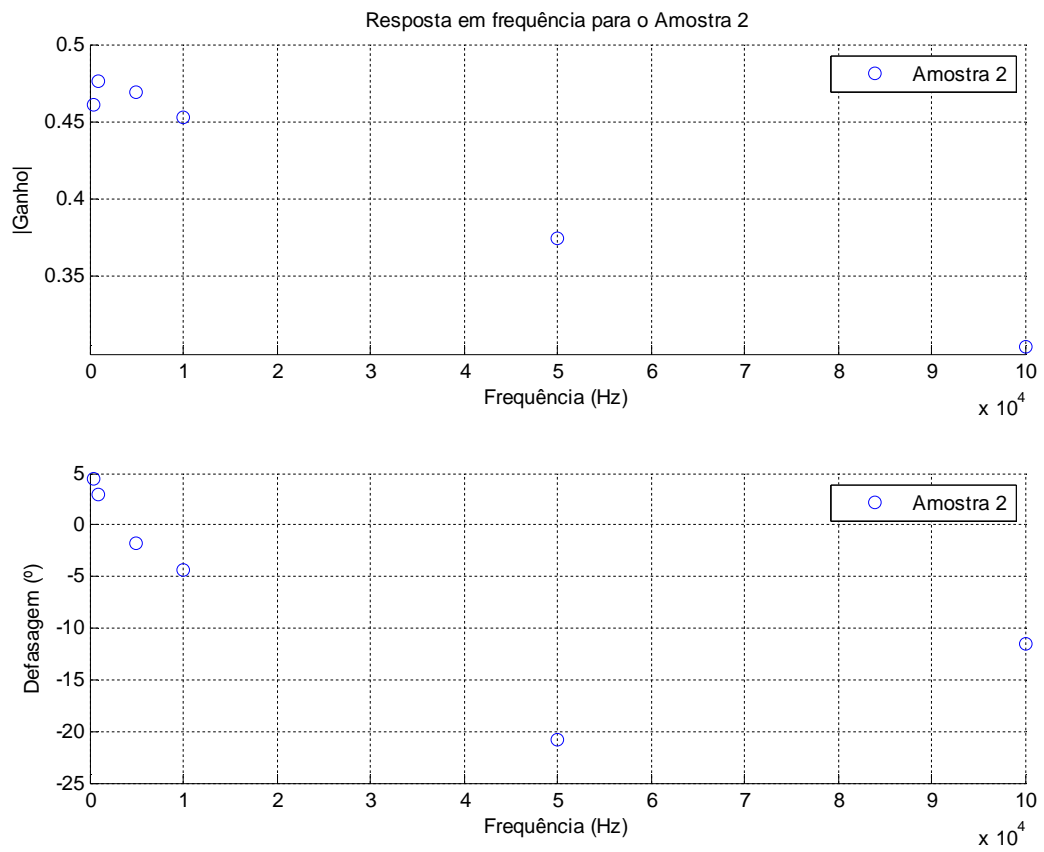 Resposta em frequência para o Amostra 2
0.5
0.45
0.4
0.35
|Ganho|
Amostra 2
0 1 2 3 4 5 6 7 8 9 10
x 10^4
Frequência (Hz)
5
0
-5
-10
-15
-20
-25
Defasagem (º)
Amostra 2
0 1 2 3 4 5 6 7 8 9 10
x 10^4
Frequência (Hz)